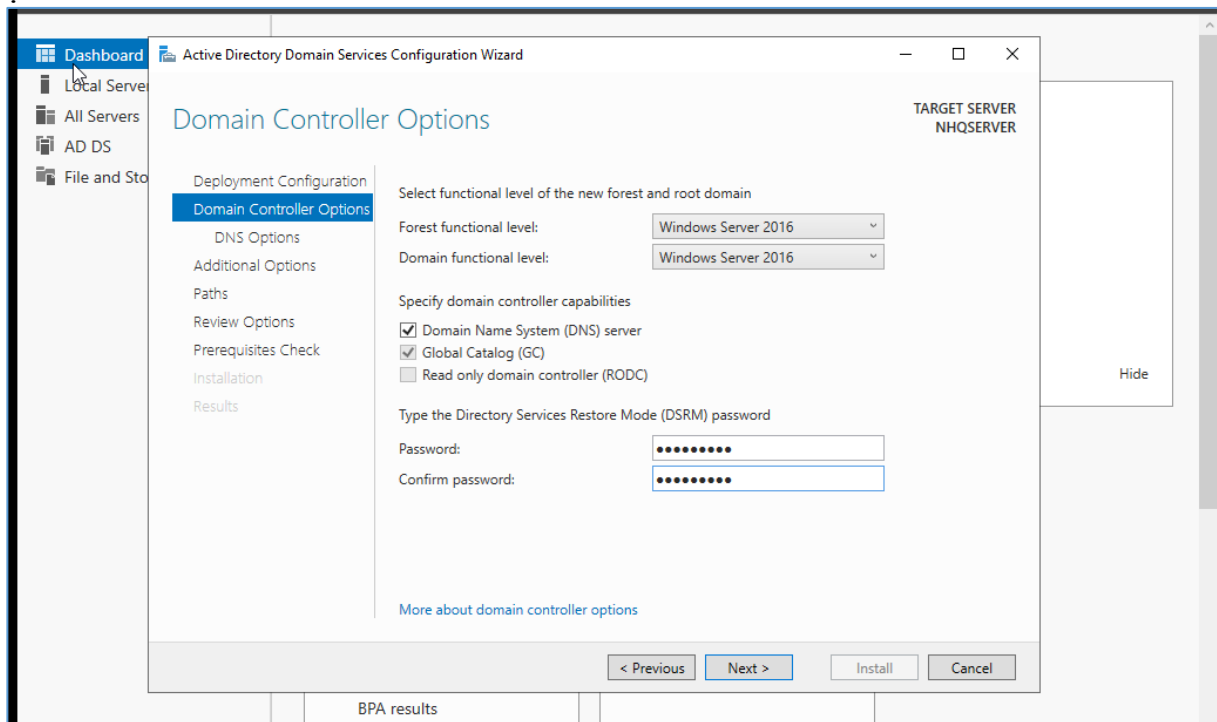 Dashboard
Local Server
All Servers
AD DS
File and Sto
Active Directory Domain Services Configuration Wizard
Domain Controller Options
TARGET SERVER
NHQSERVER
Deployment Configuration
Domain Controller Options
DNS Options
Additional Options
Paths
Review Options
Prerequisites Check
Installation
Results
Select functional level of the new forest and root domain
Forest functional level: Windows Server 2016
Domain functional level: Windows Server 2016
Specify domain controller capabilities
Domain Name System (DNS) server
Global Catalog (GC)
Read only domain controller (RODC)
Type the Directory Services Restore Mode (DSRM) password
Password: •••••••••
Confirm password: •••••••••
More about domain controller options
< Previous Next > Install Cancel
Hide
BPA results